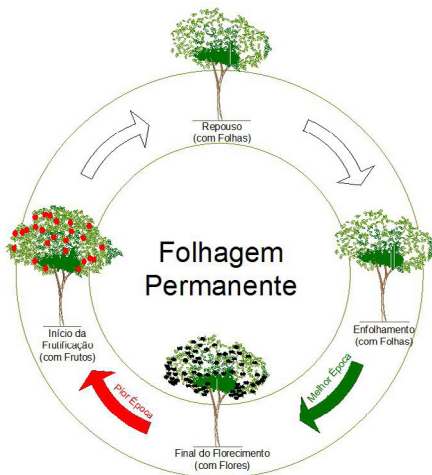 Repouso
(com Folhas)
Folhagem
Permanente
Início da
Frutificação
(com Frutos)
Enfolhamento
(com Folhas)
Pior Época
Melhor Época
Final do Florecimento
(com Flores)